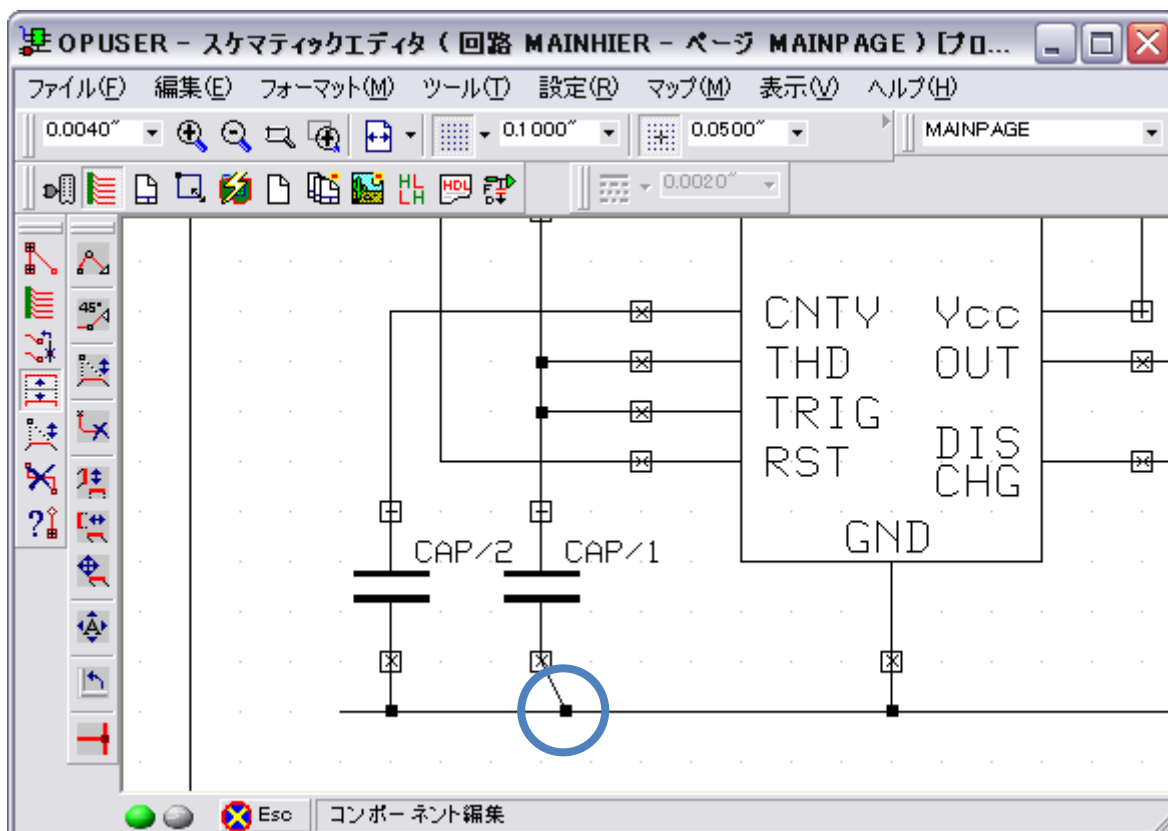 OPUSER - スケマティックエディタ ( 回路 MAINHIER - ページ MAINPAGE ) [プロ...
ファイル(F) 編集(E) フォーマット(M) ツール(T) 設定(R) マップ(M) 表示(V) ヘルプ(H)
0.0040" 0.1000" 0.0500" MAINPAGE
HL LH HDL 0.0020"
45°
CNTV Vcc
THD OUT
TRIG
RST DIS
CHG
GND
CAP/2 CAP/1
A
Esc コンポーネント編集